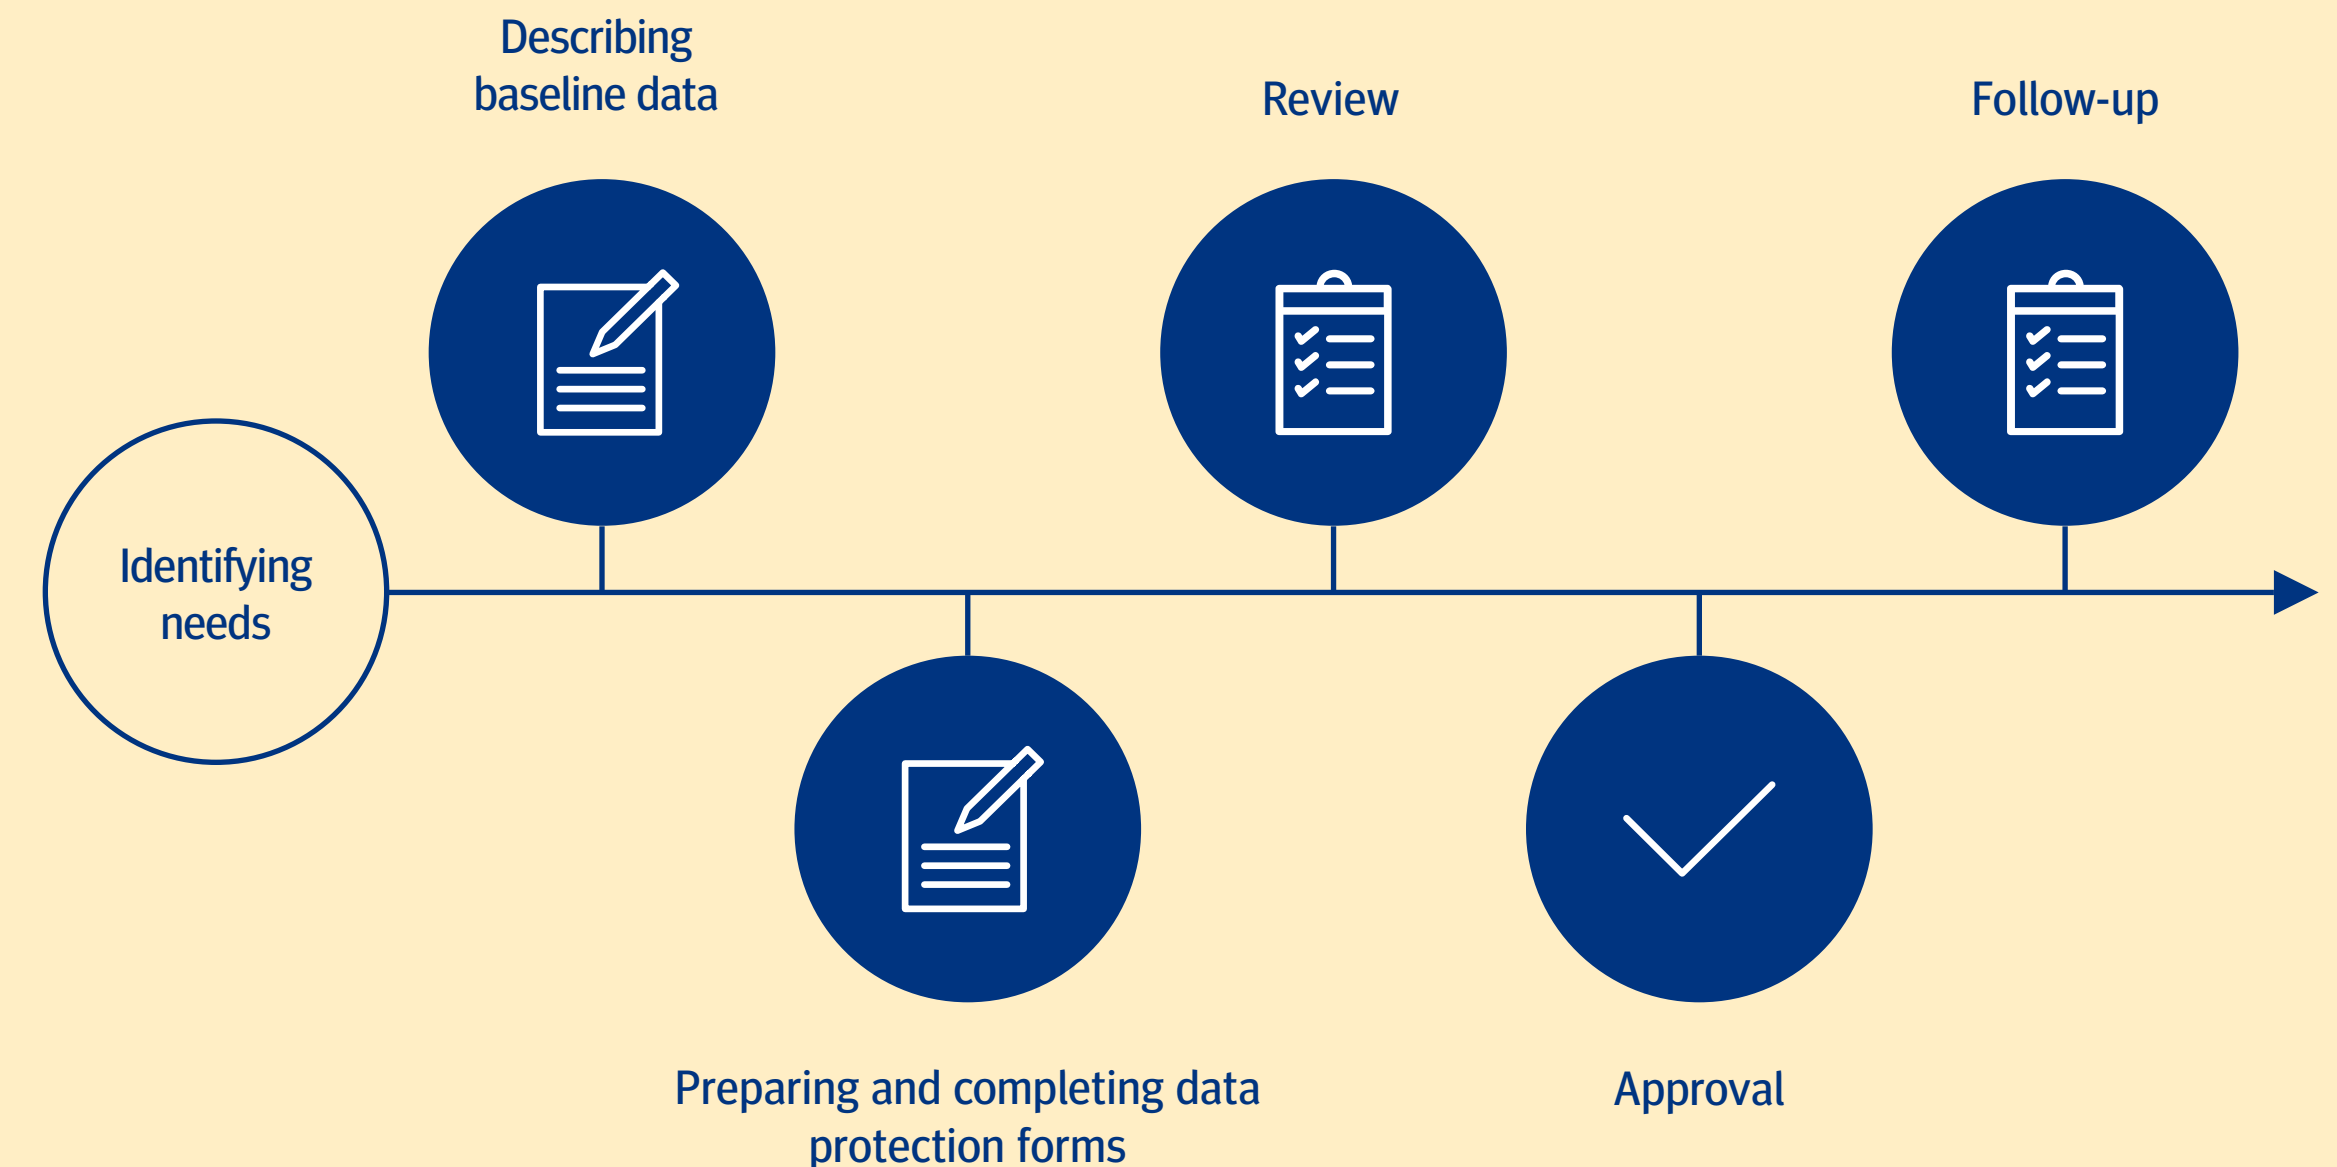 Identifying
needs
Describing
baseline data
Preparing and completing data
protection forms
Review
Approval
Follow-up